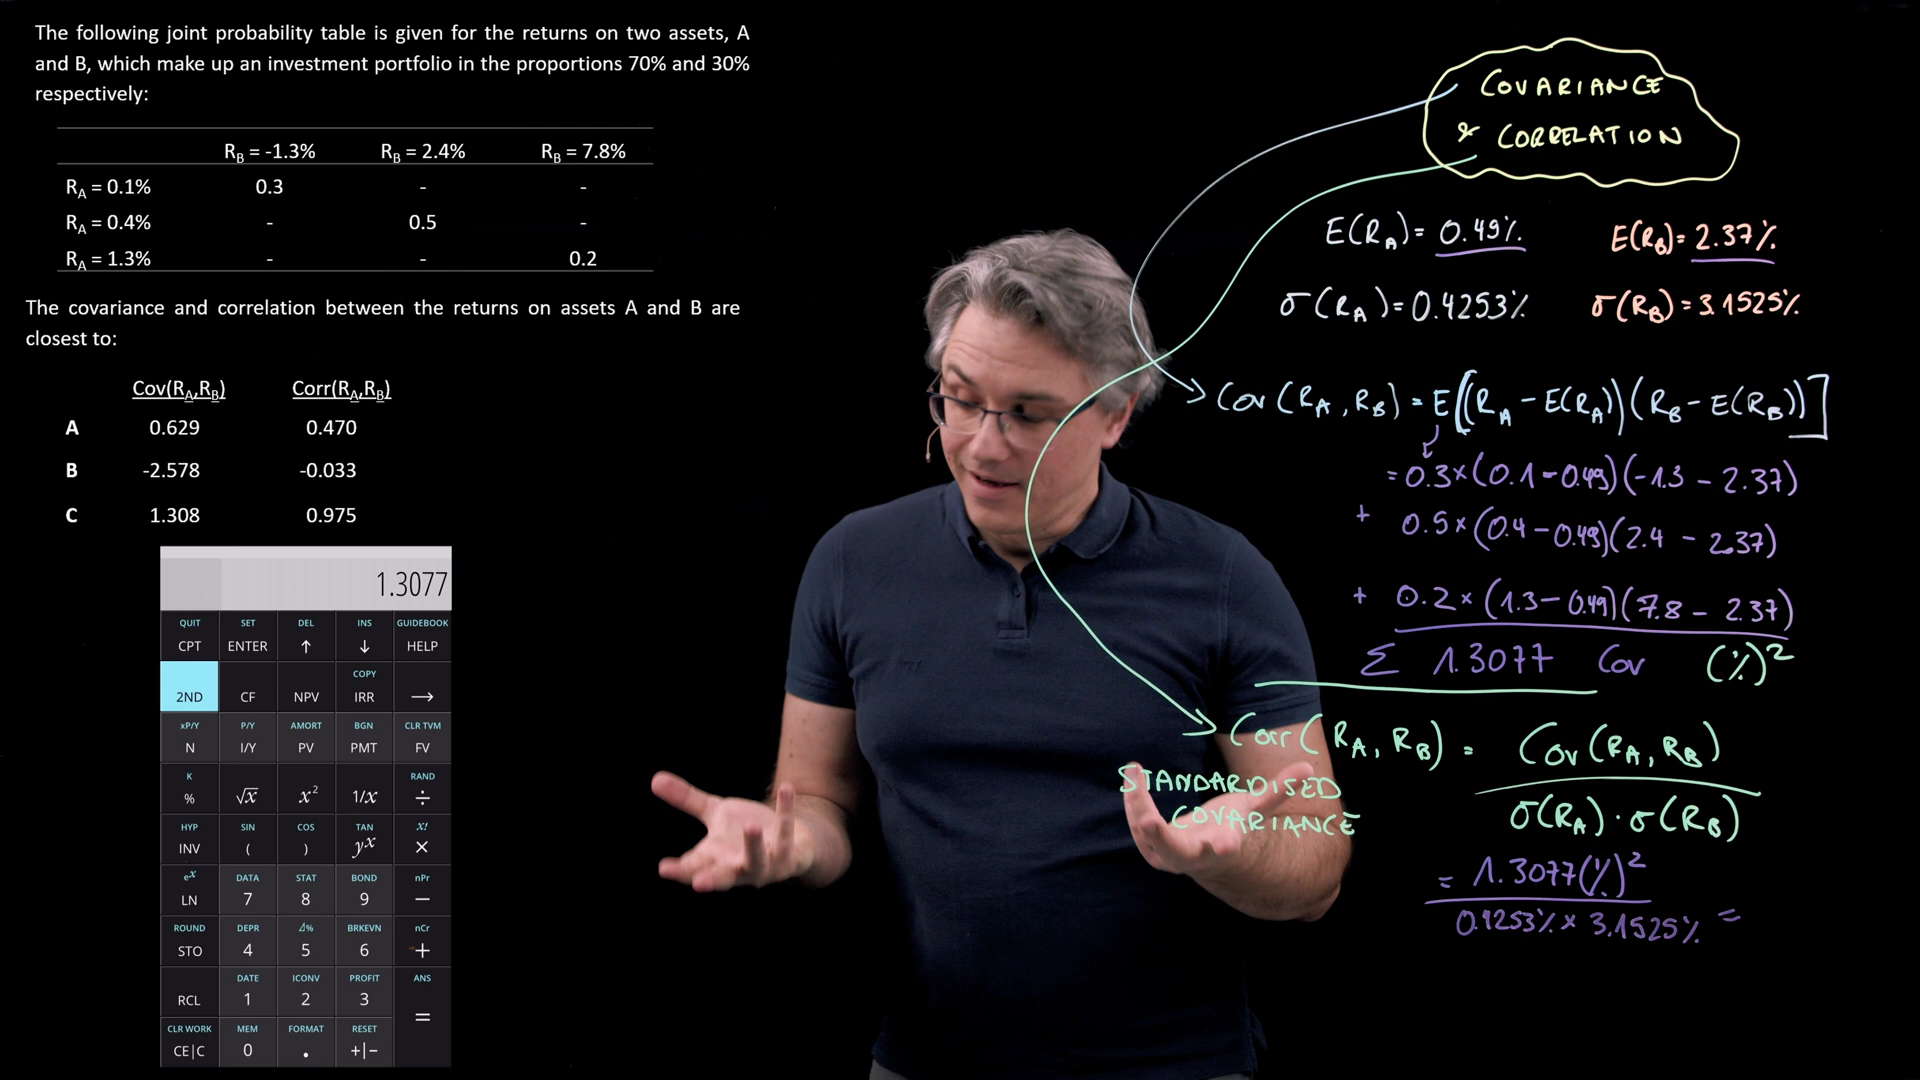 The following joint probability table is given for the returns on two assets, A
and B, which make up an investment portfolio in the proportions 70% and 30%
respectively:
R_B = -1.3% R_B = 2.4% R_B = 7.8%
R_A = 0.1% 0.3 - -
R_A = 0.4% - 0.5 -
R_A = 1.3% - - 0.2
The covariance and correlation between the returns on assets A and B are
closest to:
Cov(R_A,R_B) Corr(R_A,R_B)
A 0.629 0.470
B -2.578 -0.033
C 1.308 0.975
1.3077
QUIT SET DEL INS GUIDEBOOK
CPT ENTER ↑ ↓ HELP
COPY
2ND CF NPV IRR →
xP/Y P/Y AMORT BGN CLR TVM
N I/Y PV PMT FV
K RAND
% √x x² 1/x ÷
HYP SIN COS TAN x!
INV ( ) yˣ ×
eˣ DATA STAT BOND nPr
LN 7 8 9 −
ROUND DEPR Δ% BRKEVN nCr
STO 4 5 6 +
DATE ICONV PROFIT ANS
RCL 1 2 3 =
CLR WORK MEM FORMAT RESET
CE|C 0 . +|−
COVARIANCE
& CORRELATION
E(R_A) = 0.49% E(R_B) = 2.37%
σ(R_A) = 0.4253% σ(R_B) = 3.1525%
Cov(R_A, R_B) = E[(R_A − E(R_A))(R_B − E(R_B))]
= 0.3×(0.1−0.49)(−1.3 − 2.37)
+ 0.5×(0.4−0.49)(2.4 − 2.37)
+ 0.2×(1.3−0.49)(7.8 − 2.37)
Σ 1.3077 Cov (%)²
Corr(R_A, R_B) = Cov(R_A, R_B)
σ(R_A)·σ(R_B)
STANDARDISED
COVARIANCE
= 1.3077(%)²
0.4253% × 3.1525% =